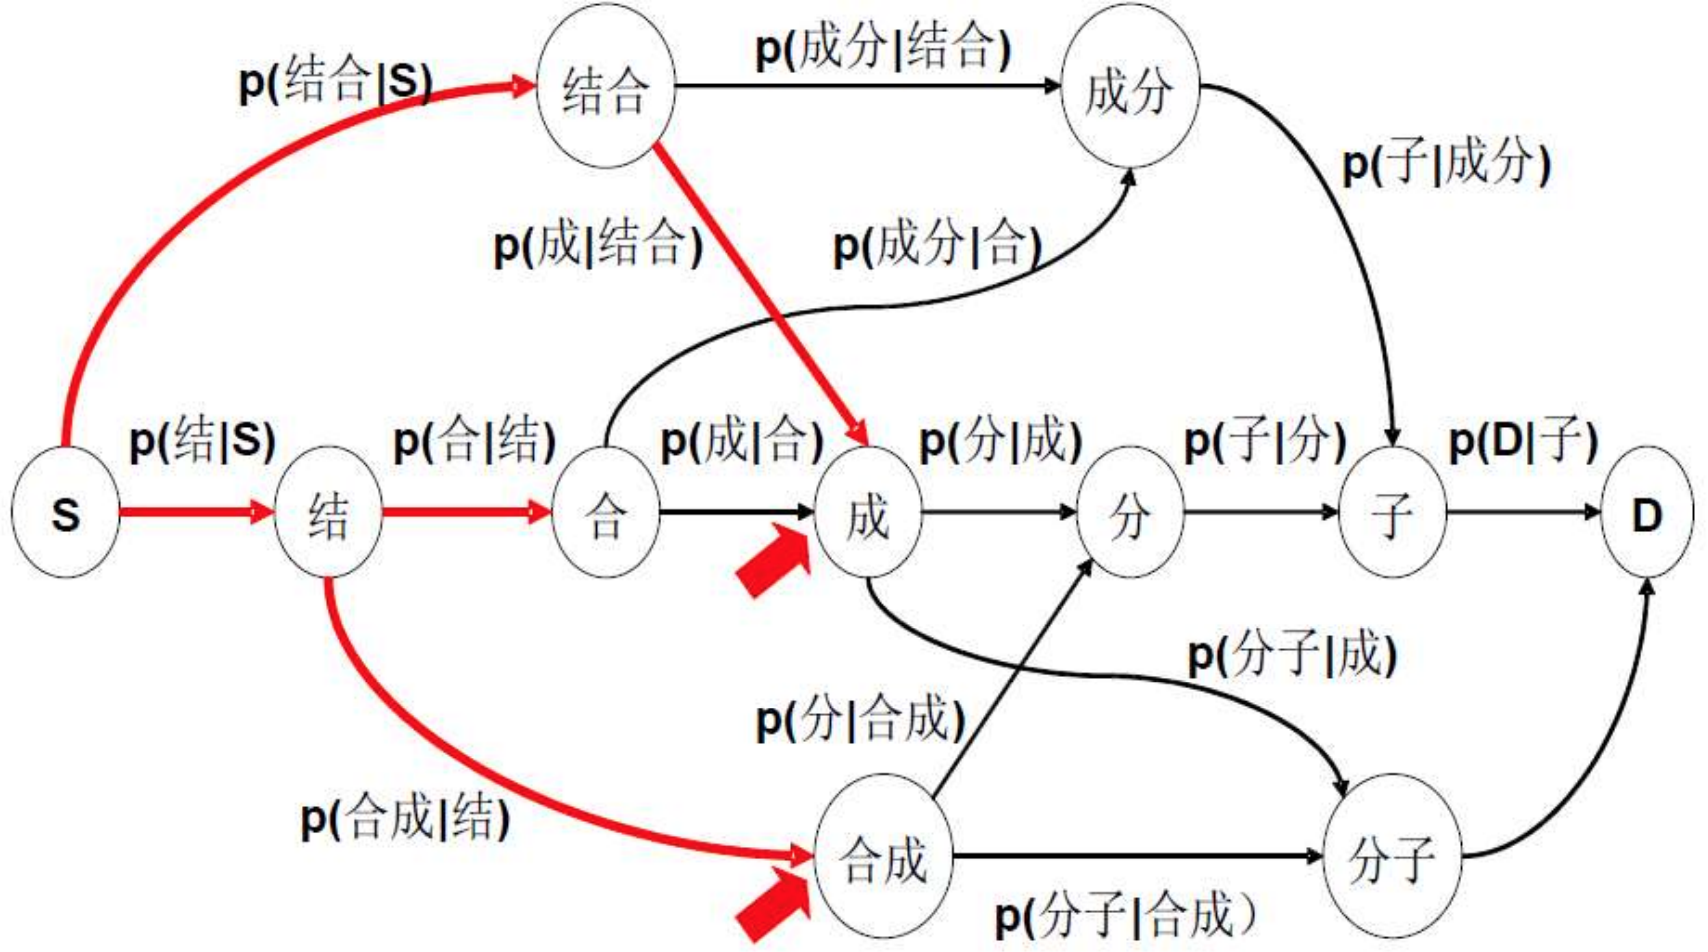 p(成分|结合)
p(结合|S)
结合
成分
p(子|成分)
p(成|结合)
p(成分|合)
p(结|S)
p(合|结)
p(成|合)
p(分|成)
p(子|分)
p(D|子)
S
结
合
成
分
子
D
p(分子|成)
p(分|合成)
p(合成|结)
合成
分子
p(分子|合成）